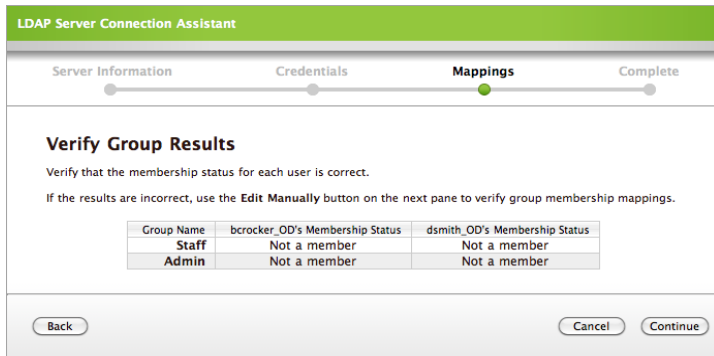 LDAP Server Connection Assistant
Server Information Credentials Mappings Complete
Verify Group Results
Verify that the membership status for each user is correct.
If the results are incorrect, use the Edit Manually button on the next pane to verify group membership mappings.
Group Name bcrocker_OD's Membership Status dsmith_OD's Membership Status
Staff Not a member Not a member
Admin Not a member Not a member
Back Cancel Continue